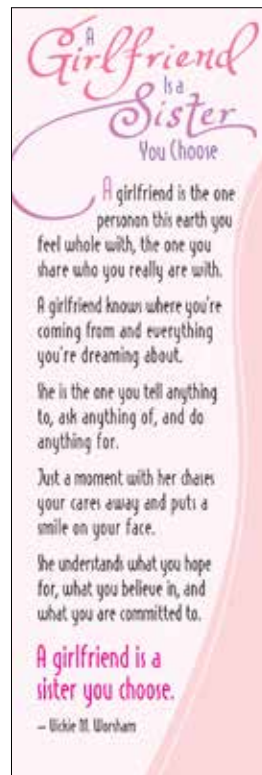 A
Girlfriend
Is a
Sister
You Choose
A girlfriend is the one
personon this earth you
feel whole with, the one you
share who you really are with.
A girlfriend knows where you're
coming from and everything
you're dreaming about.
She is the one you tell anything
to, ask anything of, and do
anything for.
Just a moment with her chases
your cares away and puts a
smile on your face.
She understands what you hope
for, what you believe in, and
what you are committed to.
A girlfriend is a
sister you choose.
— Vickie M. Worsham